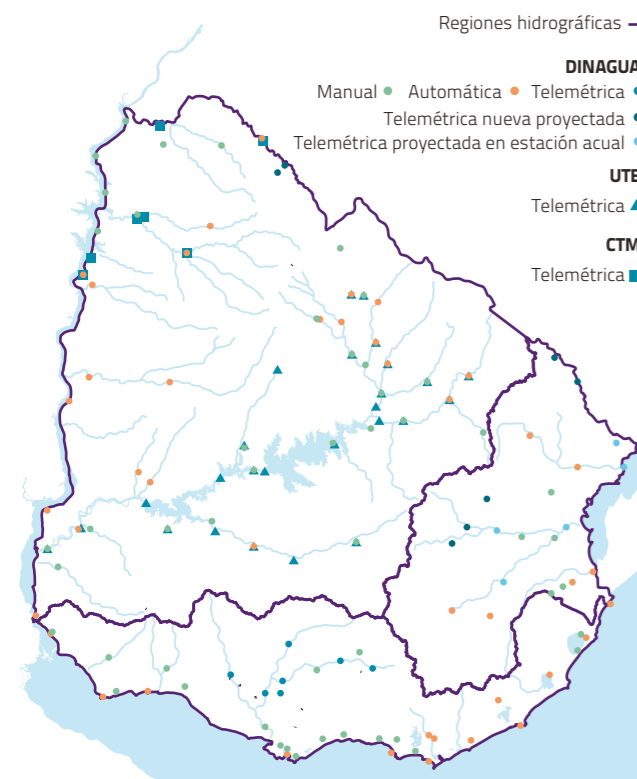 Regiones hidrográficas
DINAGUA
Manual Automática Telemétrica
Telemétrica nueva proyectada
Telemétrica proyectada en estación acual
UTE
Telemétrica
CTM
Telemétrica